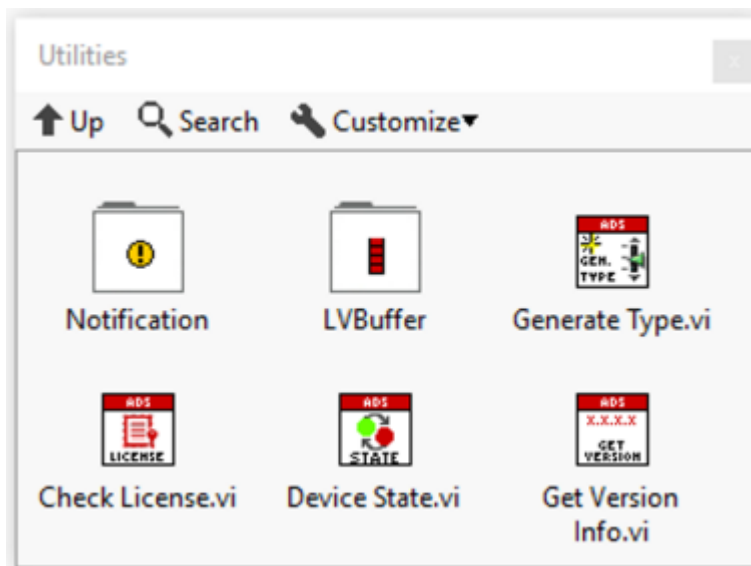 Utilities
x
Up Search Customize
Notification LVBuffer Generate Type.vi
ADS
GEN.
TYPE
Check License.vi Device State.vi Get Version
Info.vi
ADS
LICENSE
ADS
STATE
ADS
X.X.X.X
GET
VERSION